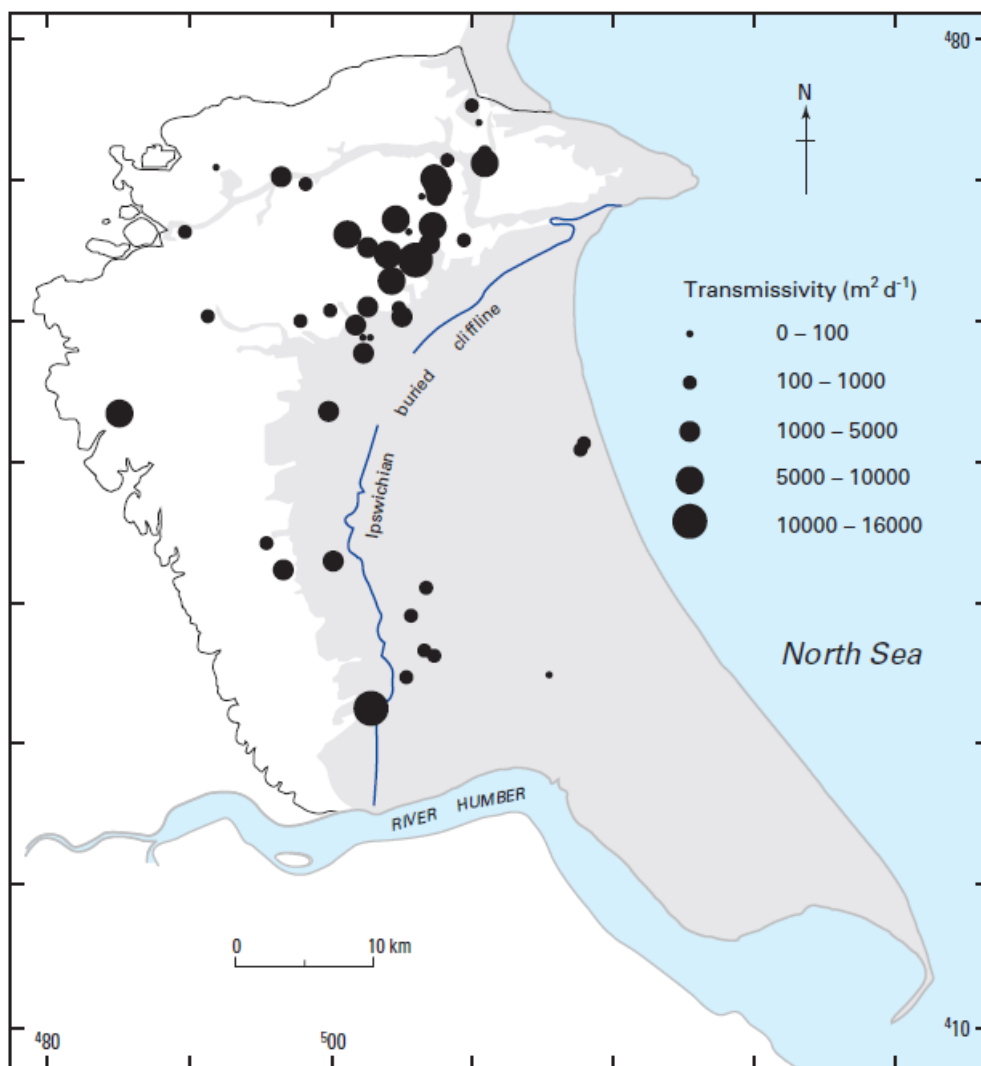 ⁴80
N
Transmissivity (m² d⁻¹)
0 – 100
100 – 1000
1000 – 5000
5000 – 10000
10000 – 16000
cliffline
buried
Ipswichian
North Sea
RIVER HUMBER
0 10 km
⁴80
⁵00
⁴10